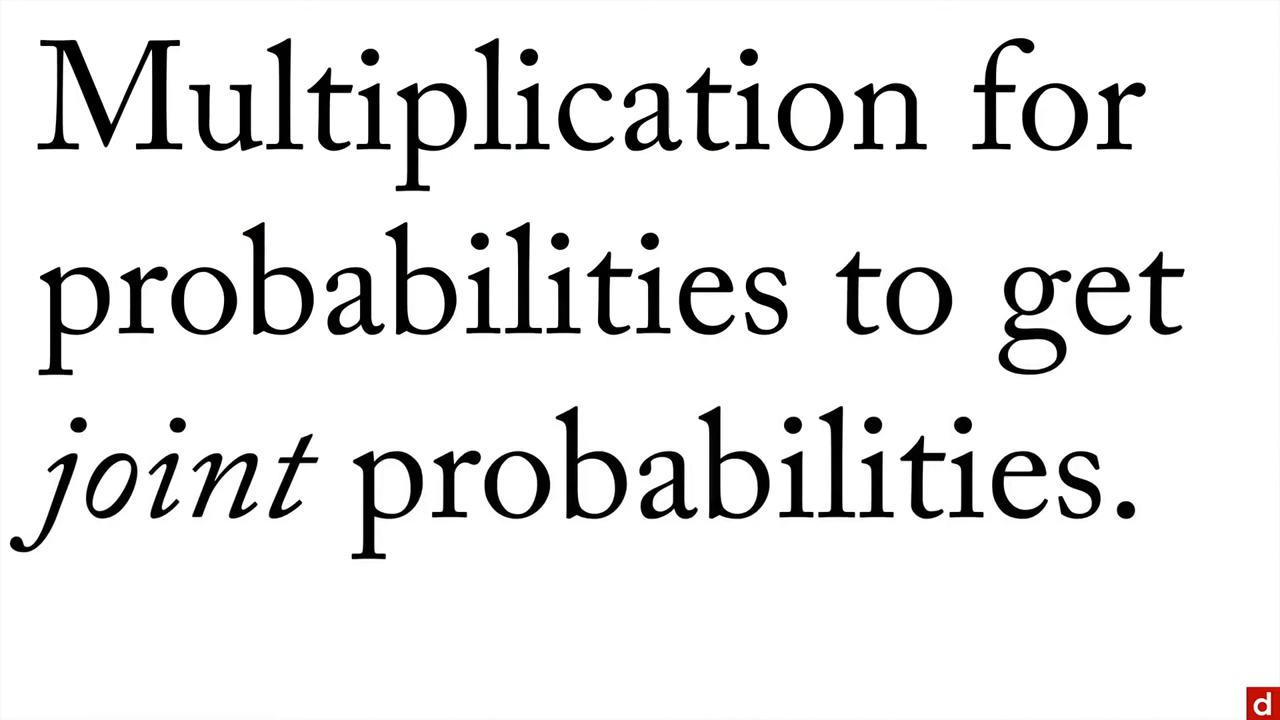 Multiplication for
probabilities to get
joint probabilities.
d